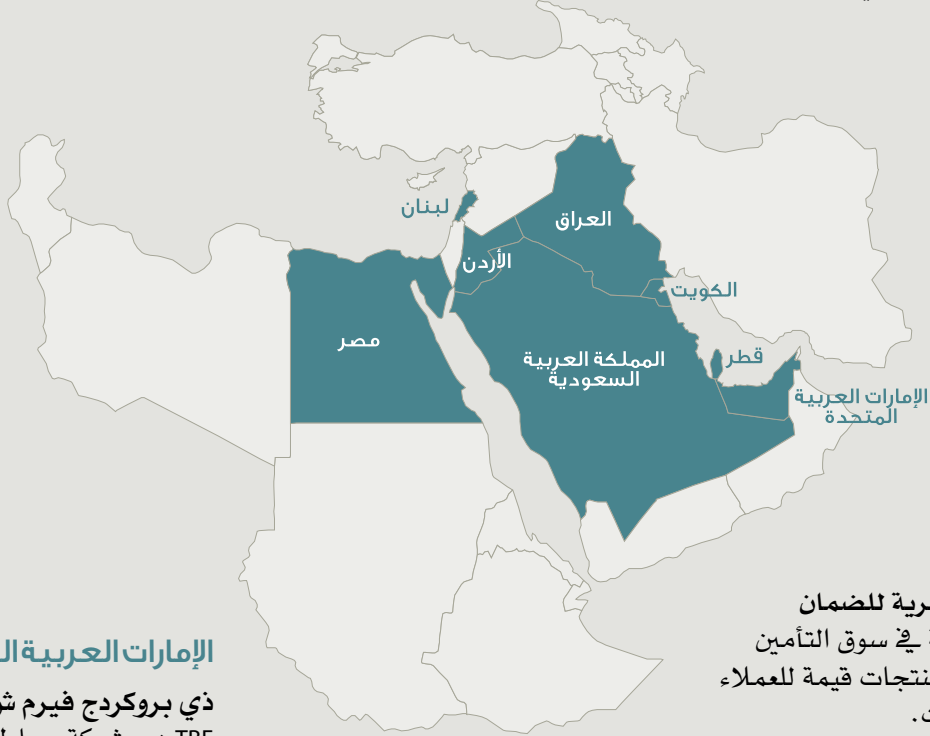 لبنان
العراق
الأردن
الكويت
مصر
المملكة العربية
السعودية
قطر
الإمارات العربية
المتحدة
للضمان
في سوق التأمين
قيمة للعملاء
الإمارات العربية
ذي بروكردج فيرم
TBF